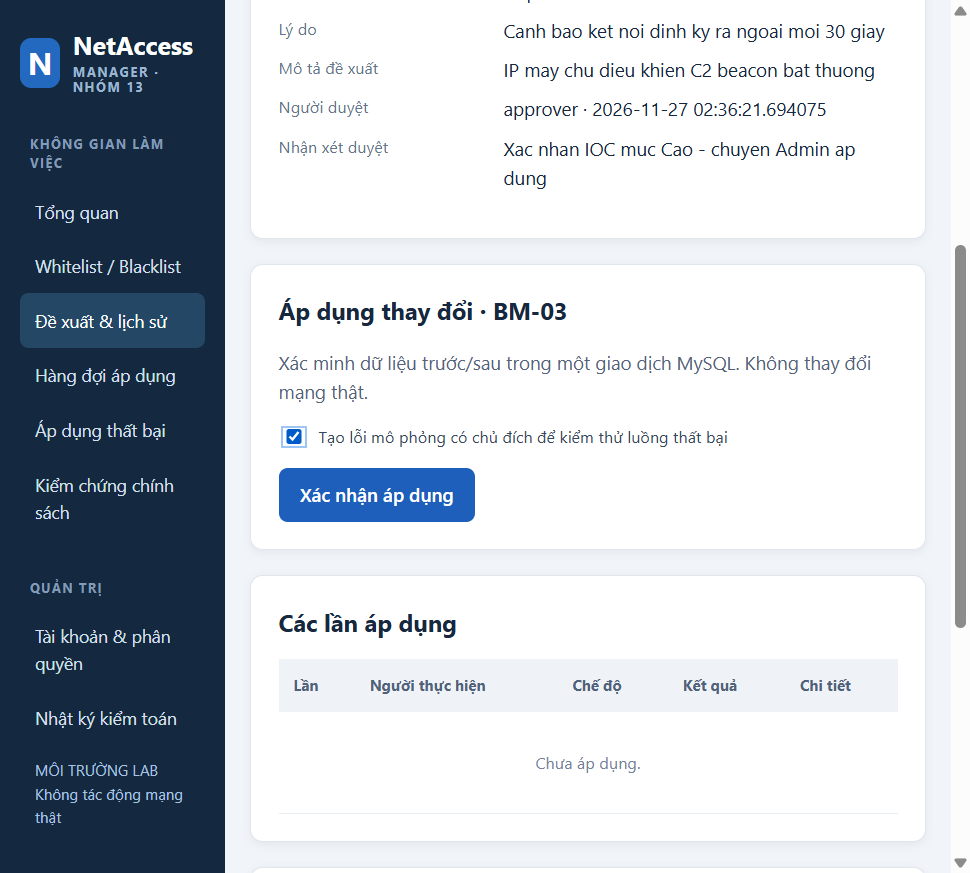 N
NetAccess
MANAGER ·
NHÓM 13
KHÔNG GIAN LÀM
VIỆC
Tổng quan
Whitelist / Blacklist
Đề xuất & lịch sử
Hàng đợi áp dụng
Áp dụng thất bại
Kiểm chứng chính
sách
QUẢN TRỊ
Tài khoản & phân
quyền
Nhật ký kiểm toán
MÔI TRƯỜNG LAB
Không tác động mạng
thật
Lý do
Canh bao ket noi dinh ky ra ngoai moi 30 giay
Mô tả đề xuất
IP may chu dieu khien C2 beacon bat thuong
Người duyệt
approver · 2026-11-27 02:36:21.694075
Nhận xét duyệt
Xac nhan IOC muc Cao - chuyen Admin ap
dung
Áp dụng thay đổi · BM-03
Xác minh dữ liệu trước/sau trong một giao dịch MySQL. Không thay đổi
mạng thật.
Tạo lỗi mô phỏng có chủ đích để kiểm thử luồng thất bại
Xác nhận áp dụng
Các lần áp dụng
Lần Người thực hiện Chế độ Kết quả Chi tiết
Chưa áp dụng.